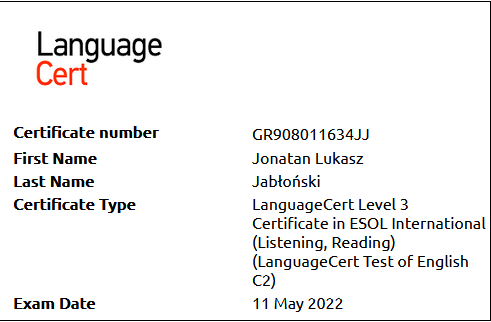 Language
Cert
Certificate number GR908011634JJ
First Name Jonatan Lukasz
Last Name Jabłoński
Certificate Type LanguageCert Level 3
Certificate in ESOL International
(Listening, Reading)
(LanguageCert Test of English
C2)
Exam Date 11 May 2022